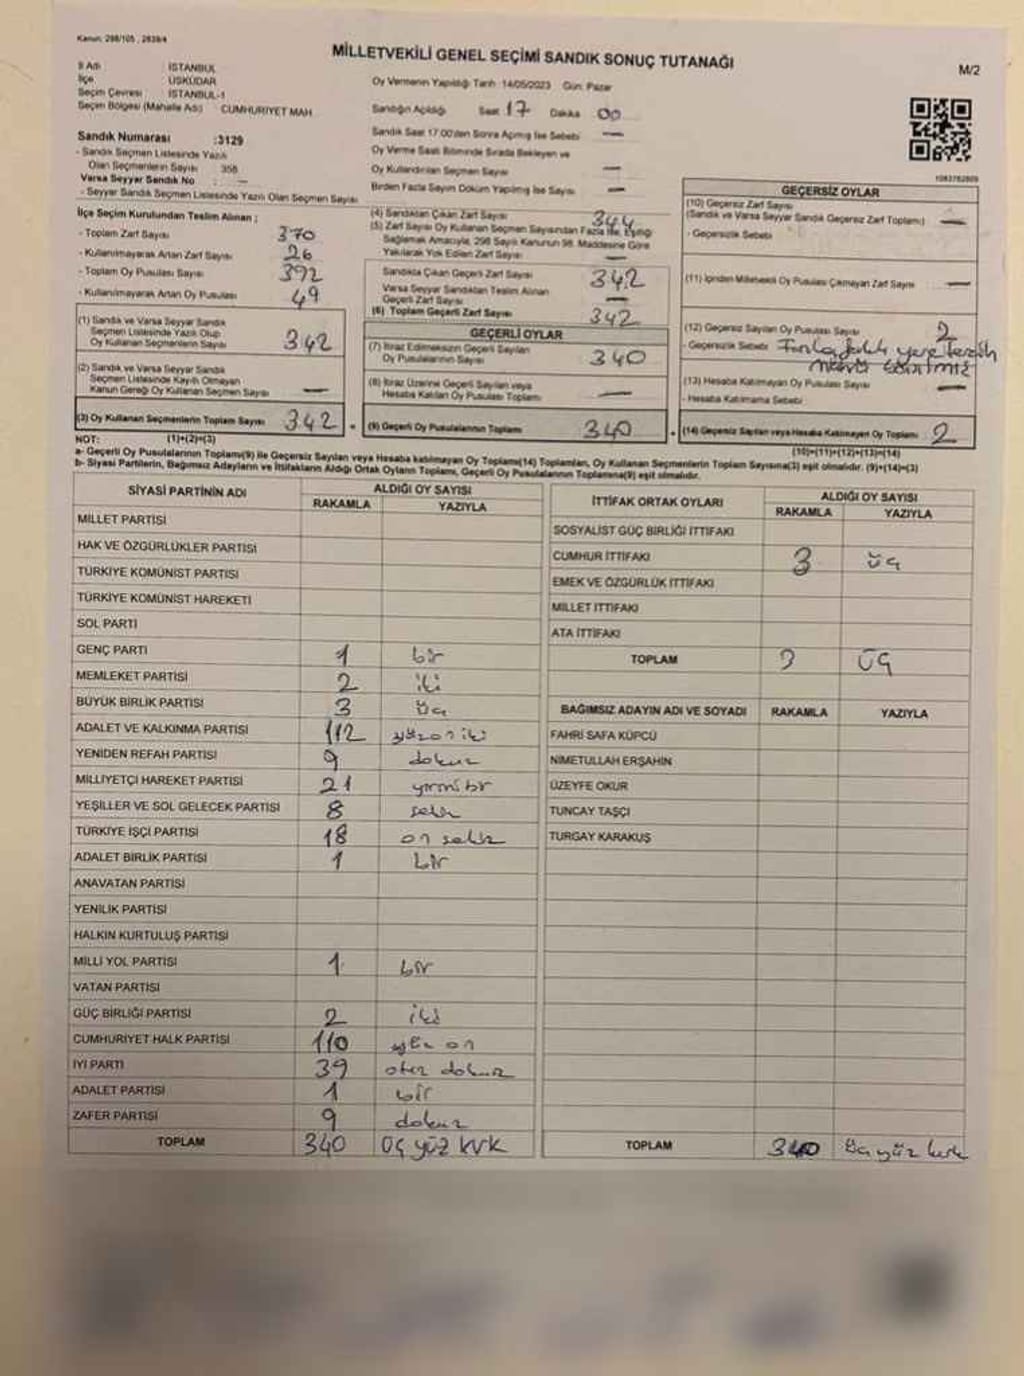 Kanun: 298/105 , 2839/4
MİLLETVEKİLİ GENEL SEÇİMİ SANDIK SONUÇ TUTANAĞI
M/2
İl Adı : İSTANBUL
İlçe : ÜSKÜDAR
Seçim Çevresi : İSTANBUL-1
Seçim Bölgesi (Mahalle Adı) : CUMHURİYET MAH
Sandık Numarası :3129
- Sandık Seçmen Listesinde Yazılı
Olan Seçmenlerin Sayısı : 358
Varsa Seyyar Sandık No : —
- Seyyar Sandık Seçmen Listesinde Yazılı Olan Seçmen Sayısı
Oy Vermenin Yapıldığı Tarih :14/05/2023 Gün: Pazar
Sandığın Açıldığı Saat 17 Dakika 00
Sandık Saat 17.00'den Sonra Açılmış İse Sebebi —
Oy Verme Saati Bitiminde Sırada Bekleyen ve
Oy Kullandırılan Seçmen Sayısı —
Birden Fazla Sayım Döküm Yapılmış İse Sayısı —
1083782809
İlçe Seçim Kurulundan Teslim Alınan ;
- Toplam Zarf Sayısı 370
- Kullanılmayarak Artan Zarf Sayısı 26
- Toplam Oy Pusulası Sayısı 392
- Kullanılmayarak Artan Oy Pusulası 49
(1) Sandık ve Varsa Seyyar Sandık
Seçmen Listesinde Yazılı Olup
Oy Kullanan Seçmenlerin Sayısı 342
(2) Sandık ve Varsa Seyyar Sandık
Seçmen Listesinde Kayıtlı Olmayan
Kanun Gereği Oy Kullanan Seçmen Sayısı —
(3) Oy Kullanan Seçmenlerin Toplam Sayısı 342
(4) Sandıktan Çıkan Zarf Sayısı 344
(5) Zarf Sayısı Oy Kullanan Seçmen Sayısından Fazla İse, Eşitliği
Sağlamak Amacıyla, 298 Sayılı Kanunun 98. Maddesine Göre
Yakılarak Yok Edilen Zarf Sayısı —
Sandıkta Çıkan Geçerli Zarf Sayısı 342
Varsa Seyyar Sandıktan Teslim Alınan
Geçerli Zarf Sayısı —
(6) Toplam Geçerli Zarf Sayısı 342
GEÇERLİ OYLAR
(7) İtiraz Edilmeksizin Geçerli Sayılan
Oy Pusulalarının Sayısı 340
(8) İtiraz Üzerine Geçerli Sayılan veya
Hesaba Katılan Oy Pusulası Toplamı —
(9) Geçerli Oy Pusulalarının Toplamı 340
GEÇERSİZ OYLAR
(10) Geçersiz Zarf Sayısı
(Sandık ve Varsa Seyyar Sandık Geçersiz Zarf Toplamı) —
- Geçersizlik Sebebi
(11) İçinden Milletvekili Oy Pusulası Çıkmayan Zarf Sayısı —
(12) Geçersiz Sayılan Oy Pusulası Sayısı 2
- Geçersizlik Sebebi Fazla yere tercih
(13) Hesaba Katılmayan Oy Pusulası Sayısı —
- Hesaba Katılmama Sebebi
(14) Geçersiz Sayılan veya Hesaba Katılmayan Oy Toplamı 2
NOT: (1)+(2)=(3) (10)+(11)+(12)+(13)=(14)
a- Geçerli Oy Pusulalarının Toplamı(9) ile Geçersiz Sayılan veya Hesaba katılmayan Oy Toplamı(14) Toplamları, Oy Kullanan Seçmenlerin Toplam Sayısına(3) eşit olmalıdır. (9)+(14)=(3)
b- Siyasi Partilerin, Bağımsız Adayların ve İttifakların Aldığı Ortak Oyların Toplamı, Geçerli Oy Pusulalarının Toplamına(9) eşit olmalıdır.
SİYASİ PARTİNİN ADI ALDIĞI OY SAYISI
RAKAMLA YAZIYLA
MİLLET PARTİSİ
HAK VE ÖZGÜRLÜKLER PARTİSİ
TÜRKİYE KOMÜNİST PARTİSİ
TÜRKİYE KOMÜNİST HAREKETİ
SOL PARTİ
GENÇ PARTİ 1 bir
MEMLEKET PARTİSİ 2 iki
BÜYÜK BİRLİK PARTİSİ 3 üç
ADALET VE KALKINMA PARTİSİ 112 yüz on iki
YENİDEN REFAH PARTİSİ 9 dokuz
MİLLİYETÇİ HAREKET PARTİSİ 21 yirmi bir
YEŞİLLER VE SOL GELECEK PARTİSİ 8 sekiz
TÜRKİYE İŞÇİ PARTİSİ 18 on sekiz
ADALET BİRLİK PARTİSİ 1 bir
ANAVATAN PARTİSİ
YENİLİK PARTİSİ
HALKIN KURTULUŞ PARTİSİ
MİLLİ YOL PARTİSİ 1 bir
VATAN PARTİSİ
GÜÇ BİRLİĞİ PARTİSİ 2 iki
CUMHURİYET HALK PARTİSİ 110 yüz on
İYİ PARTİ 39 otuz dokuz
ADALET PARTİSİ 1 bir
ZAFER PARTİSİ 9 dokuz
TOPLAM 340 Üç yüz kırk
İTTİFAK ORTAK OYLARI ALDIĞI OY SAYISI
RAKAMLA YAZIYLA
SOSYALİST GÜÇ BİRLİĞİ İTTİFAKI
CUMHUR İTTİFAKI 3 üç
EMEK VE ÖZGÜRLÜK İTTİFAKI
MİLLET İTTİFAKI
ATA İTTİFAKI
TOPLAM 3 ÜÇ
BAĞIMSIZ ADAYIN ADI VE SOYADI RAKAMLA YAZIYLA
FAHRİ SAFA KÜPCÜ
NİMETULLAH ERŞAHİN
ÜZEYFE OKUR
TUNCAY TAŞÇI
TURGAY KARAKUŞ
TOPLAM 340 Üç yüz kırk